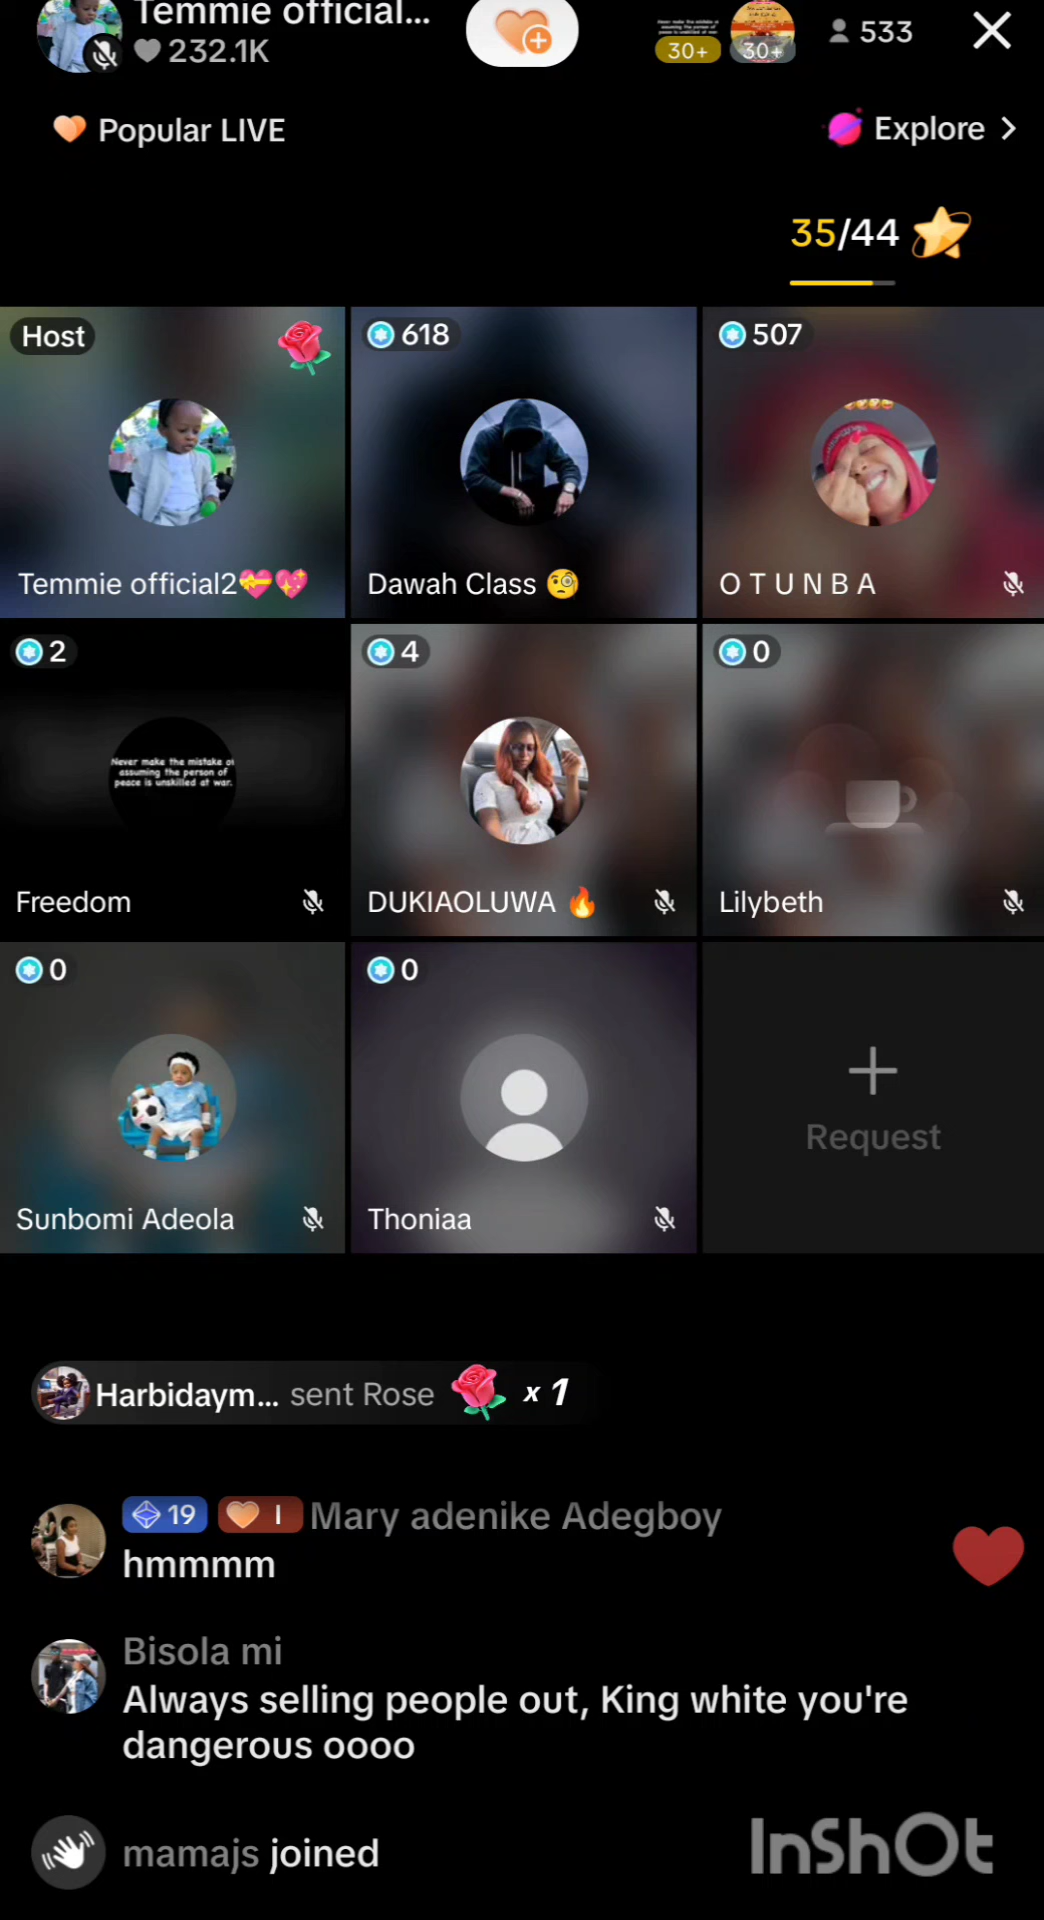 Temmie official...
232.1K
30+
30+
533
Popular LIVE
Explore >
35/44
Host
618
507
Temmie official2💝💖
Dawah Class 🧐
O T U N B A
2
4
0
Never make the mistake of
assuming the person of
peace is unskilled at war.
Freedom
DUKIAOLUWA 🔥
Lilybeth
0
0
Request
Sunbomi Adeola
Thoniaa
Harbidaym... sent Rose x 1
19 I Mary adenike Adegboy
hmmmm
Bisola mi
Always selling people out, King white you're
dangerous oooo
mamajs joined
InShOt